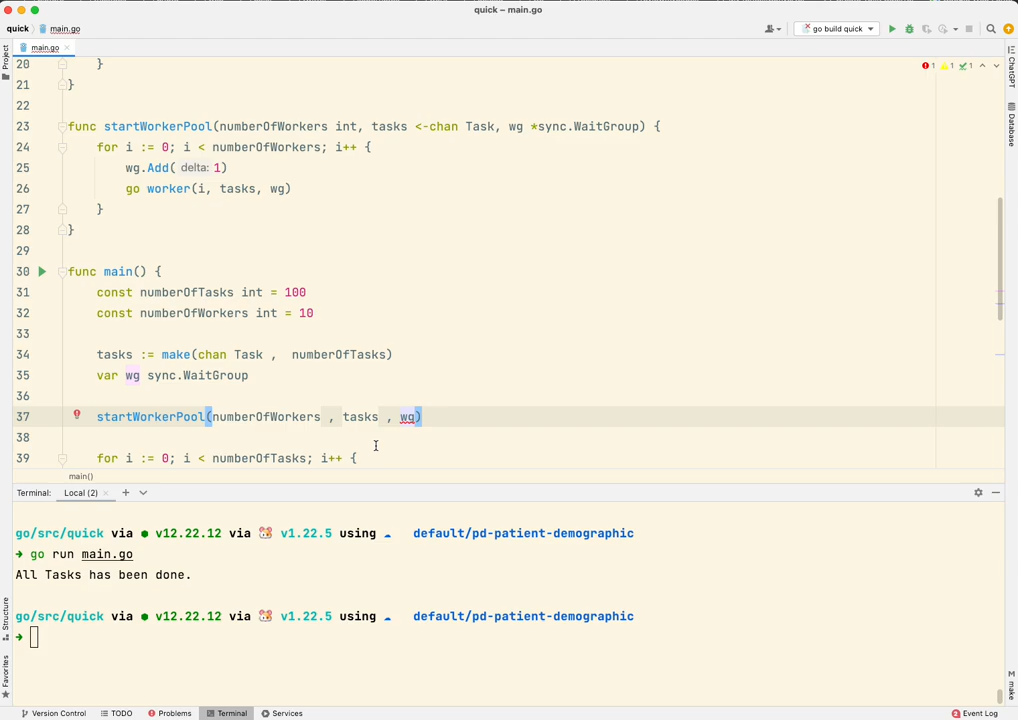 quick – main.go
quick main.go
go build quick
main.go
1 1 1
20 }
21 }
22
23 func startWorkerPool(numberOfWorkers int, tasks <-chan Task, wg *sync.WaitGroup) {
24 for i := 0; i < numberOfWorkers; i++ {
25 wg.Add( delta: 1)
26 go worker(i, tasks, wg)
27 }
28 }
29
30 func main() {
31 const numberOfTasks int = 100
32 const numberOfWorkers int = 10
33
34 tasks := make(chan Task ,  numberOfTasks)
35 var wg sync.WaitGroup
36
37 startWorkerPool(numberOfWorkers , tasks , wg)
38
39 for i := 0; i < numberOfTasks; i++ {
main()
Project
Structure
Favorites
ChatGPT
Database
make
Terminal: Local (2)
go/src/quick via v12.22.12 via v1.22.5 using default/pd-patient-demographic
go run main.go
All Tasks has been done.
go/src/quick via v12.22.12 via v1.22.5 using default/pd-patient-demographic
Version Control TODO Problems Terminal Services Event Log